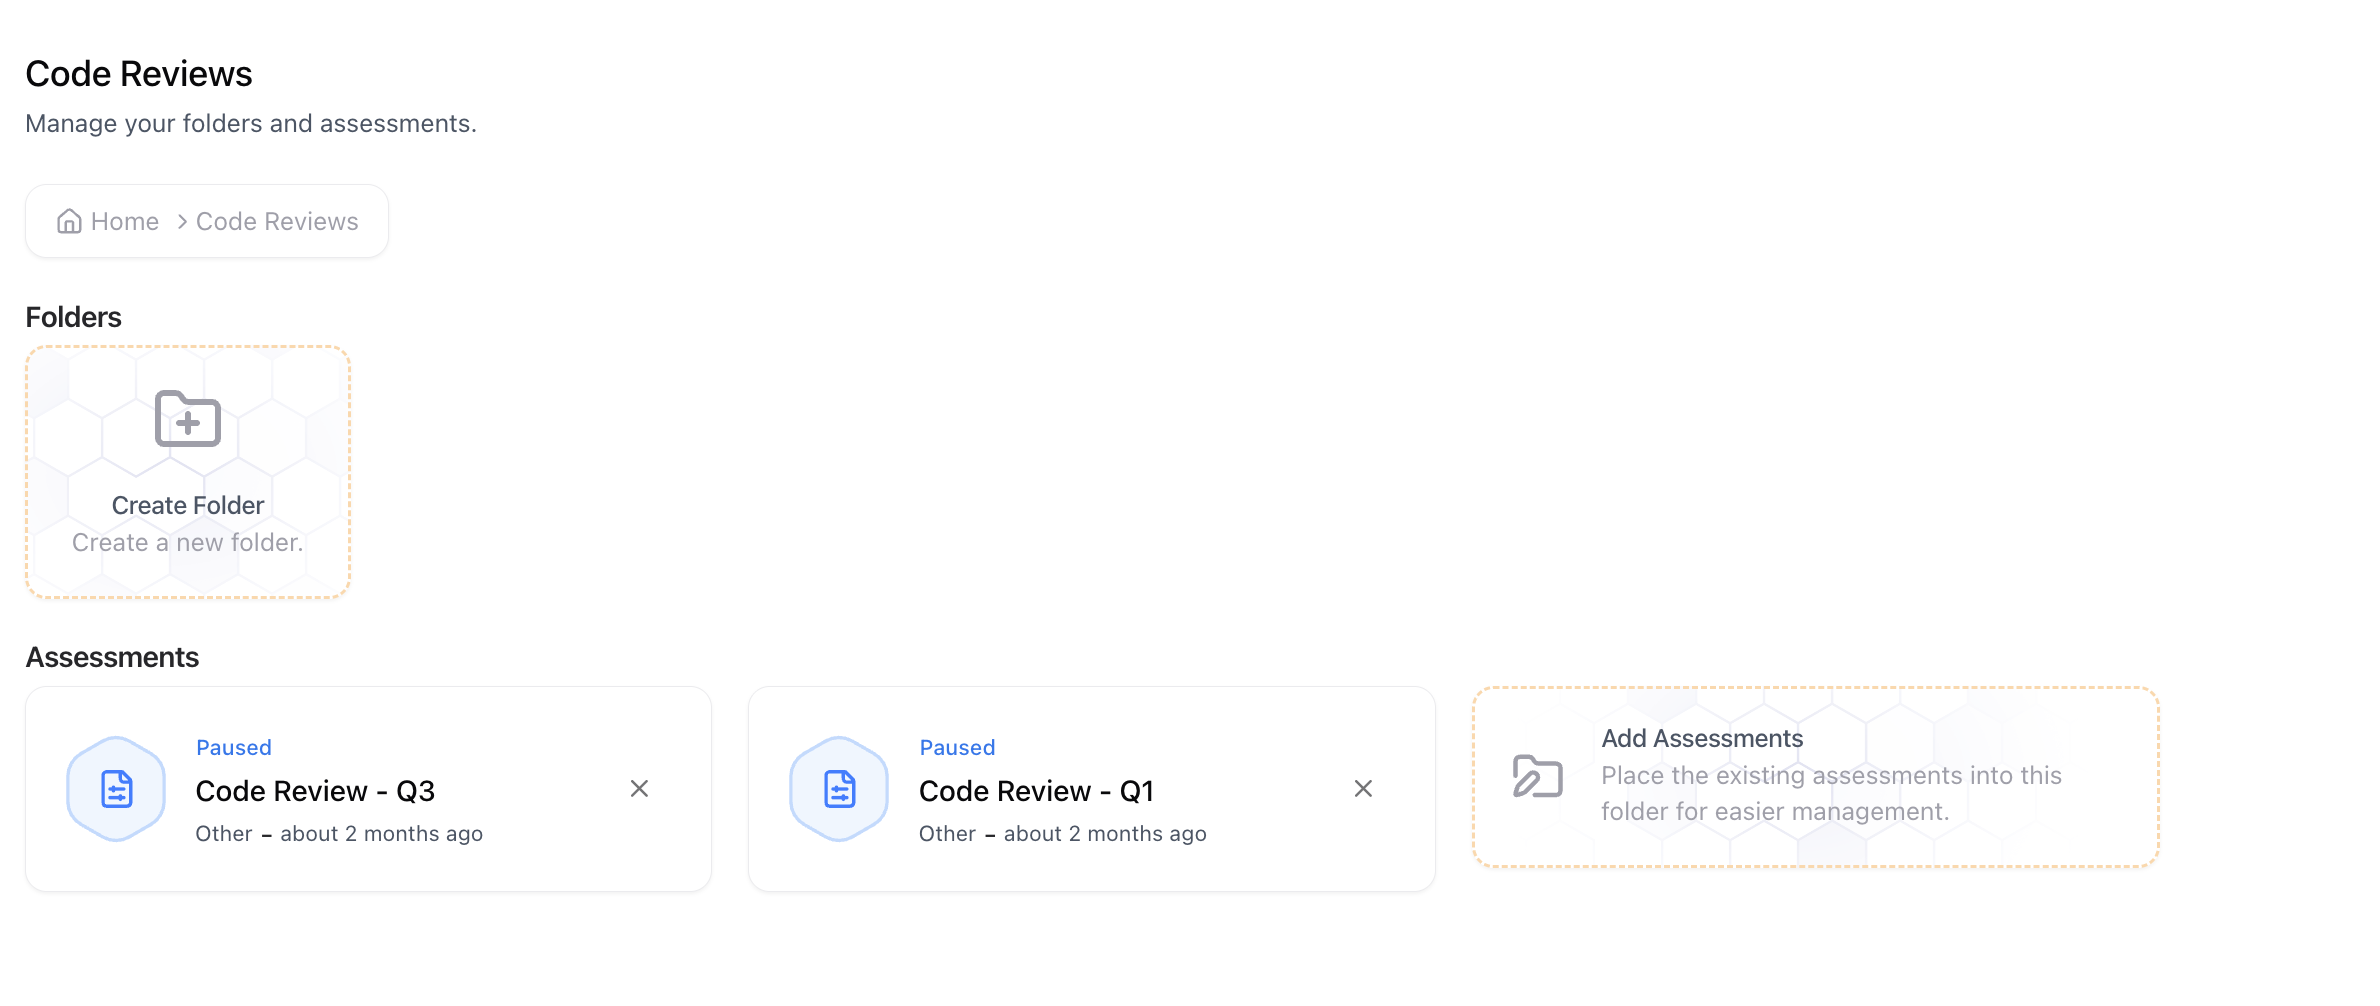 Code Reviews
Manage your folders and assessments.
Home > Code Reviews
Folders
Create Folder
Create a new folder.
Assessments
Paused
Code Review - Q3
Other – about 2 months ago
Paused
Code Review - Q1
Other – about 2 months ago
Add Assessments
Place the existing assessments into this
folder for easier management.